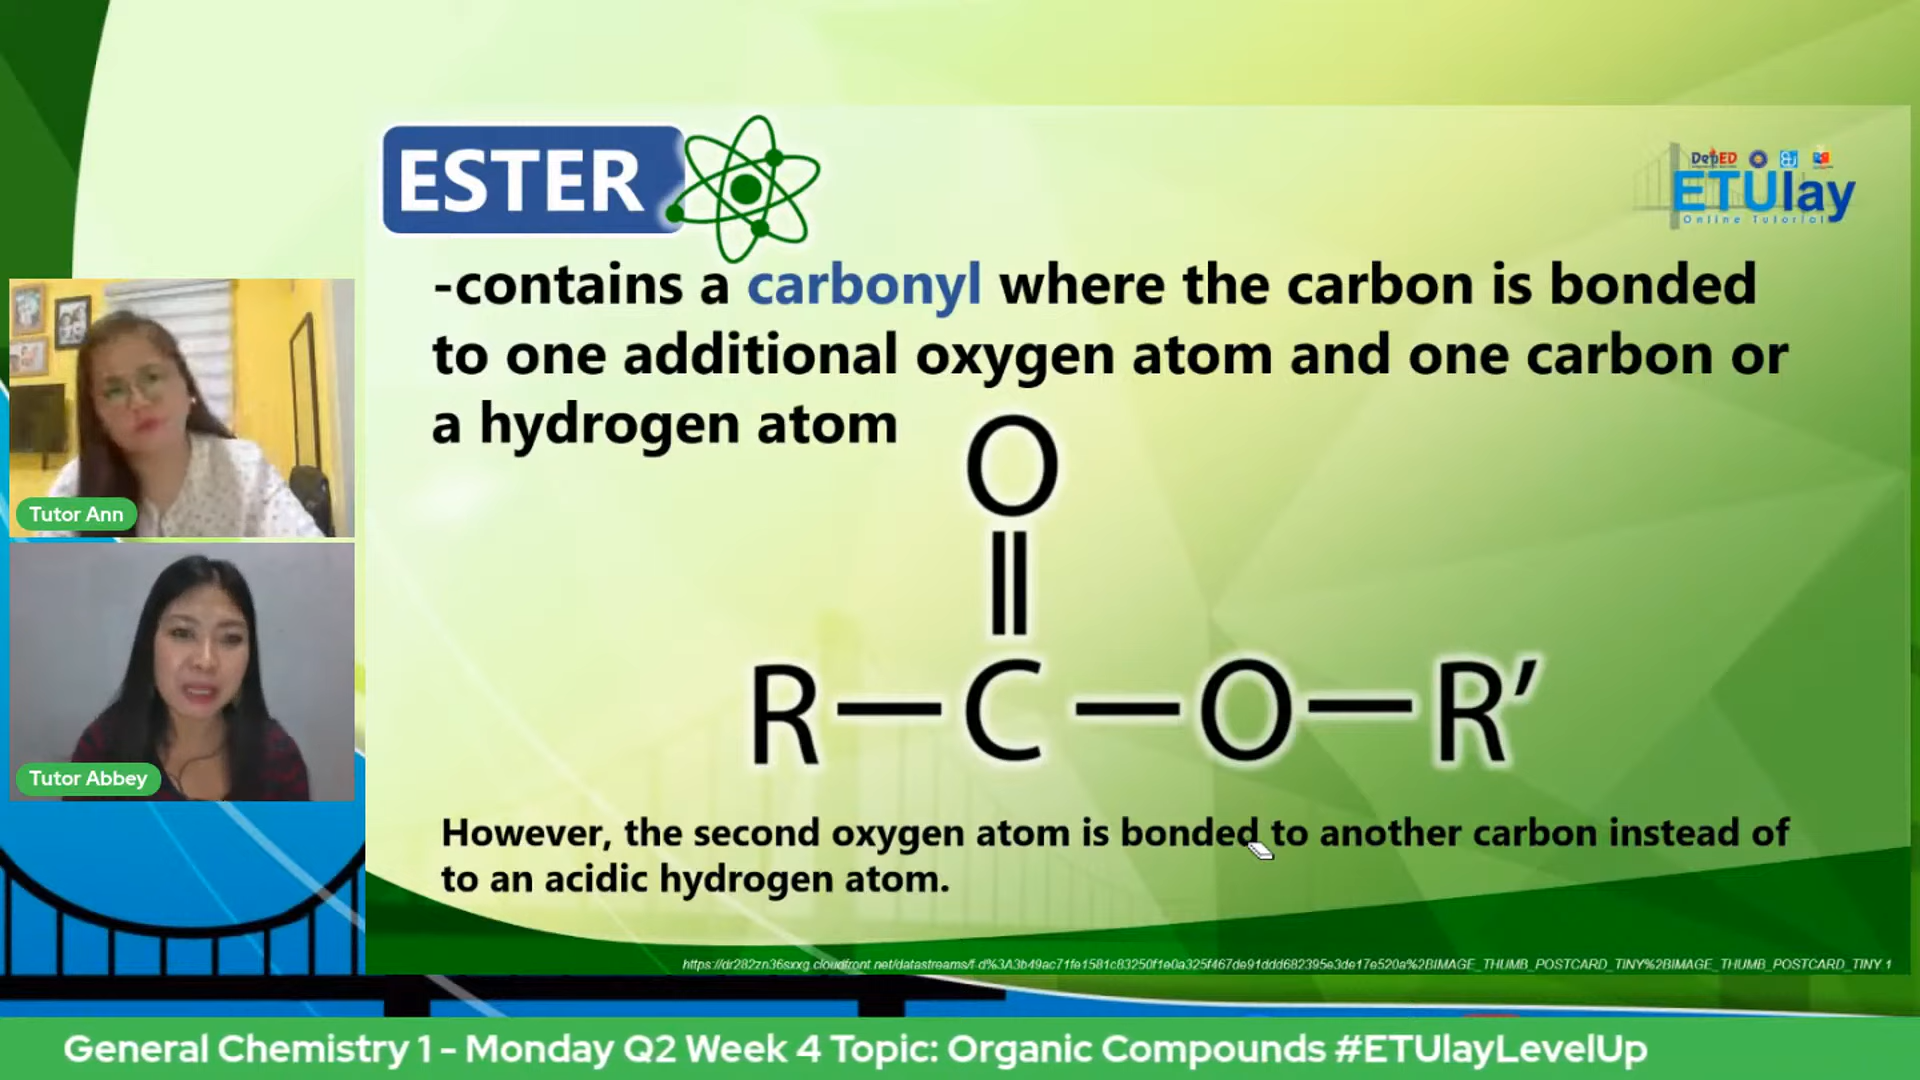 ESTER
DepED
ETUlay
Online Tutorial
-contains a carbonyl where the carbon is bonded
to one additional oxygen atom and one carbon or
a hydrogen atom
O
R C O R′
However, the second oxygen atom is bonded to another carbon instead of
to an acidic hydrogen atom.
Tutor Ann
Tutor Abbey
General Chemistry 1 - Monday Q2 Week 4 Topic: Organic Compounds #ETUlayLevelUp